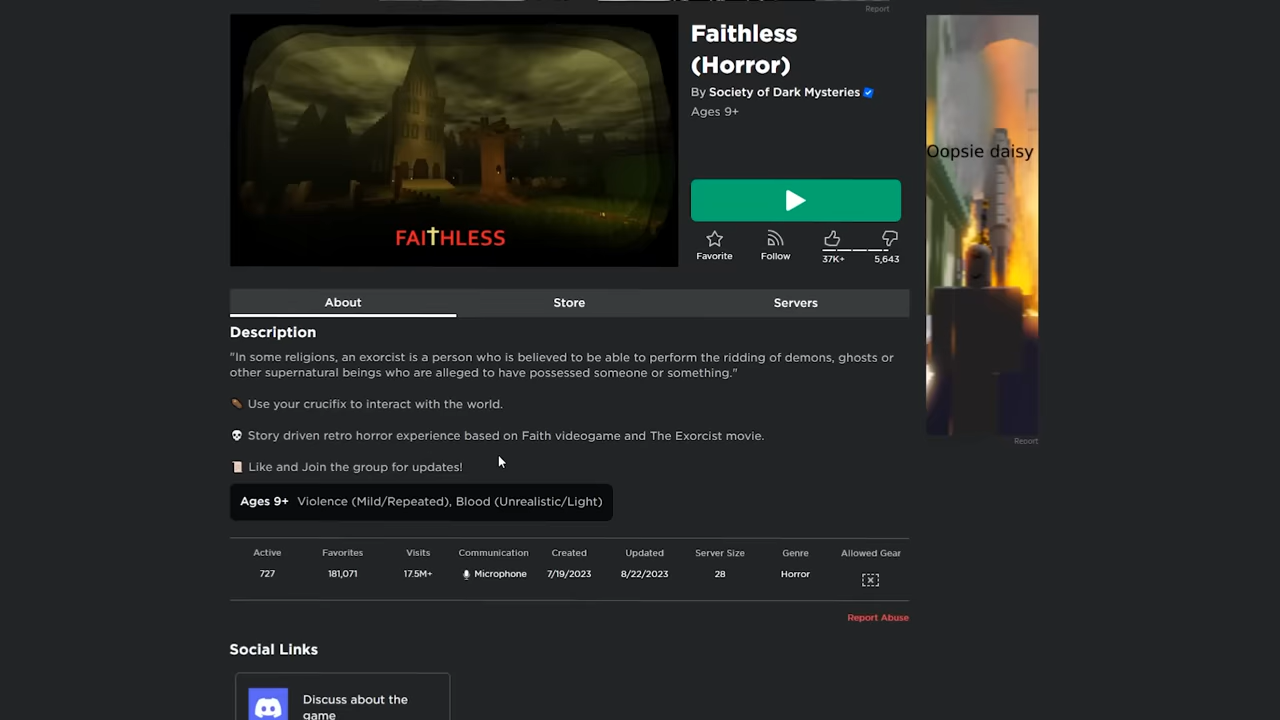 Report
Faithless
(Horror)
By Society of Dark Mysteries
Ages 9+
Oopsie daisy
FAITHLESS
Favorite
Follow
37K+
5,643
About
Store
Servers
Description
"In some religions, an exorcist is a person who is believed to be able to perform the ridding of demons, ghosts or
other supernatural beings who are alleged to have possessed someone or something."
Use your crucifix to interact with the world.
Story driven retro horror experience based on Faith videogame and The Exorcist movie.
Report
Like and Join the group for updates!
Ages 9+ Violence (Mild/Repeated), Blood (Unrealistic/Light)
Active Favorites Visits Communication Created Updated Server Size Genre Allowed Gear
727 181,071 17.5M+ Microphone 7/19/2023 8/22/2023 28 Horror
Report Abuse
Social Links
Discuss about the
game